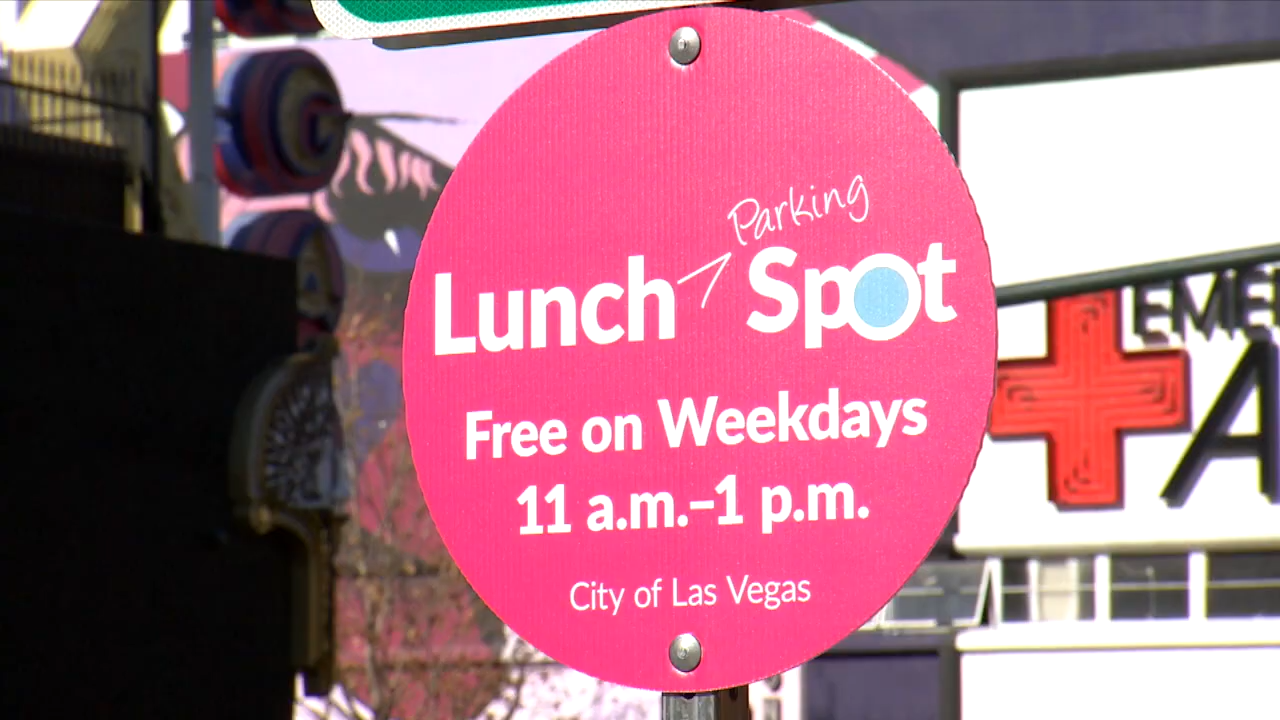 Parking
Lunch Spot
Free on Weekdays
11 a.m.–1 p.m.
City of Las Vegas